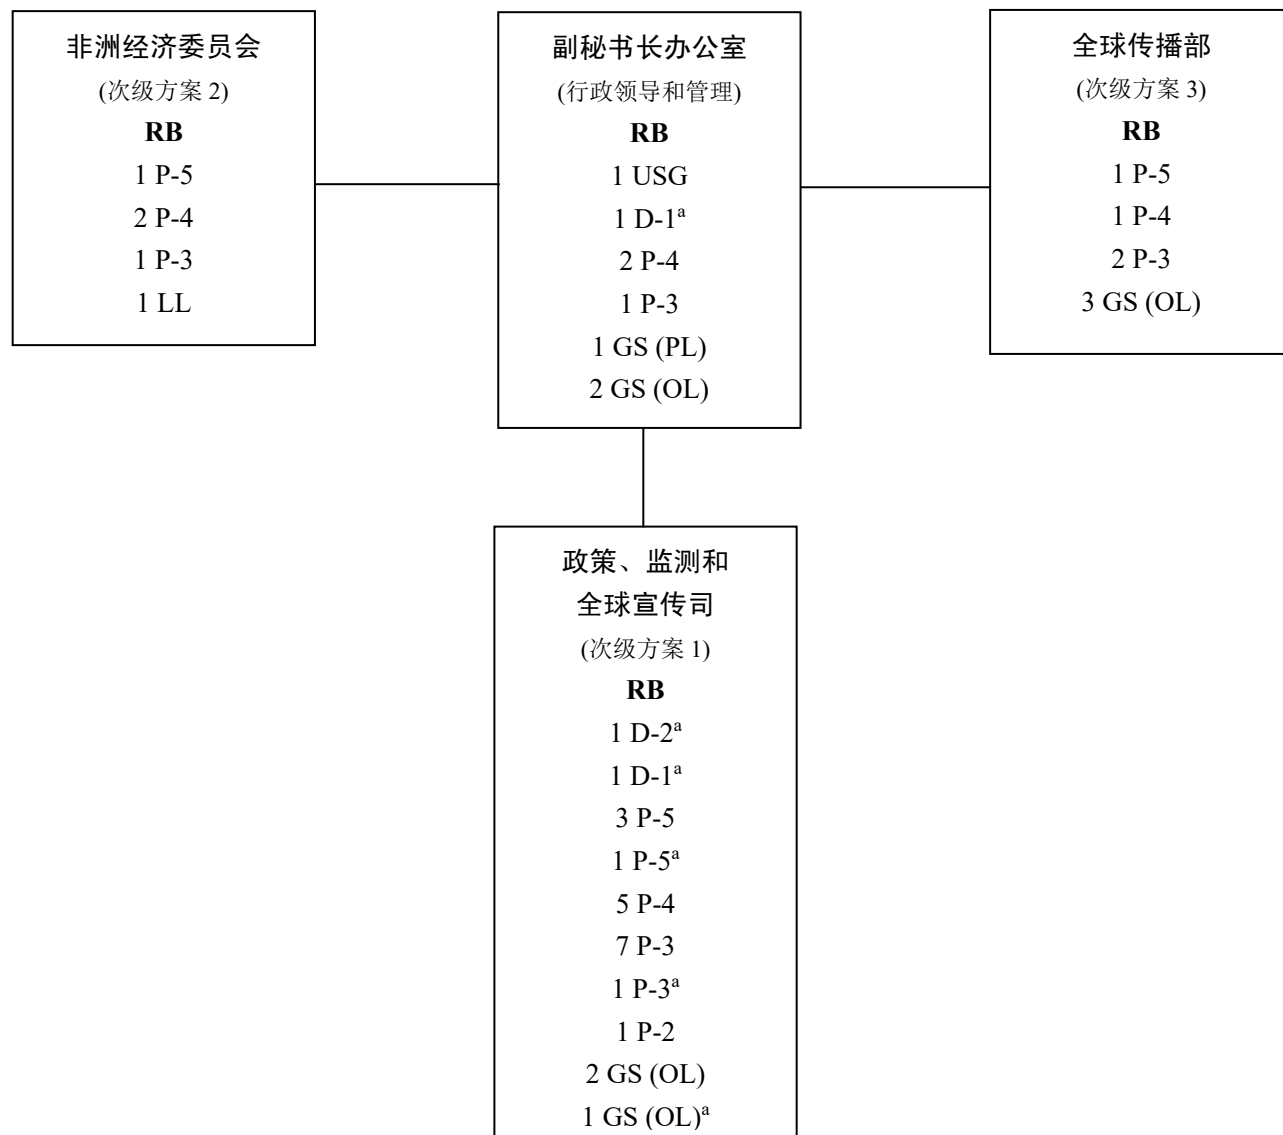 非洲经济委员会
(次级方案 2)
RB
1 P-5
2 P-4
1 P-3
1 LL
副秘书长办公室
(行政领导和管理)
RB
1 USG
1 D-1ª
2 P-4
1 P-3
1 GS (PL)
2 GS (OL)
全球传播部
(次级方案 3)
RB
1 P-5
1 P-4
2 P-3
3 GS (OL)
政策、监测和
全球宣传司
(次级方案 1)
RB
1 D-2ª
1 D-1ª
3 P-5
1 P-5ª
5 P-4
7 P-3
1 P-3ª
1 P-2
2 GS (OL)
1 GS (OL)ª